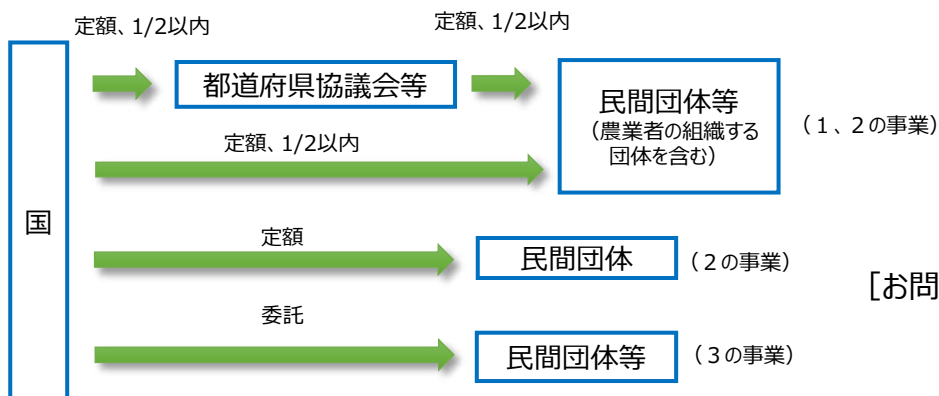 定額、1/2以内
定額、1/2以内
都道府県協議会等
民間団体等
（農業者の組織する
団体を含む）
（１、２の事業）
定額、1/2以内
国
定額
民間団体
（２の事業）
［お問
委託
民間団体等
（３の事業）